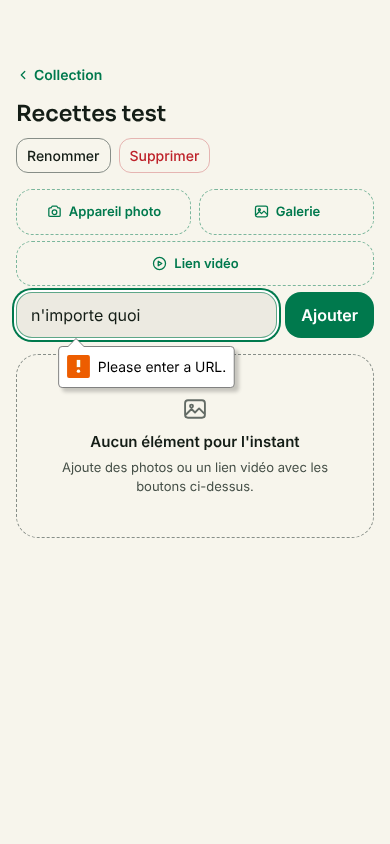 Collection
Recettes test
Renommer
Supprimer
Appareil photo
Galerie
Lien vidéo
n'importe quoi
Ajouter
! Please enter a URL.
Aucun élément pour l'instant
Ajoute des photos ou un lien vidéo avec les
boutons ci-dessus.